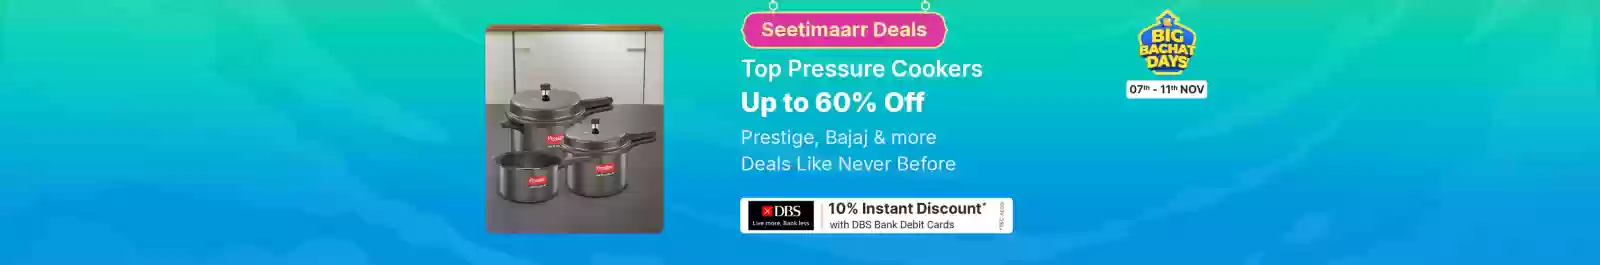 Seetimaarr Deals
Top Pressure Cookers
Up to 60% Off
Prestige, Bajaj & more
Deals Like Never Before
DBS
Live more, Bank less
10% Instant Discount*
with DBS Bank Debit Cards
BIG
BACHAT
DAYS
07th - 11th NOV